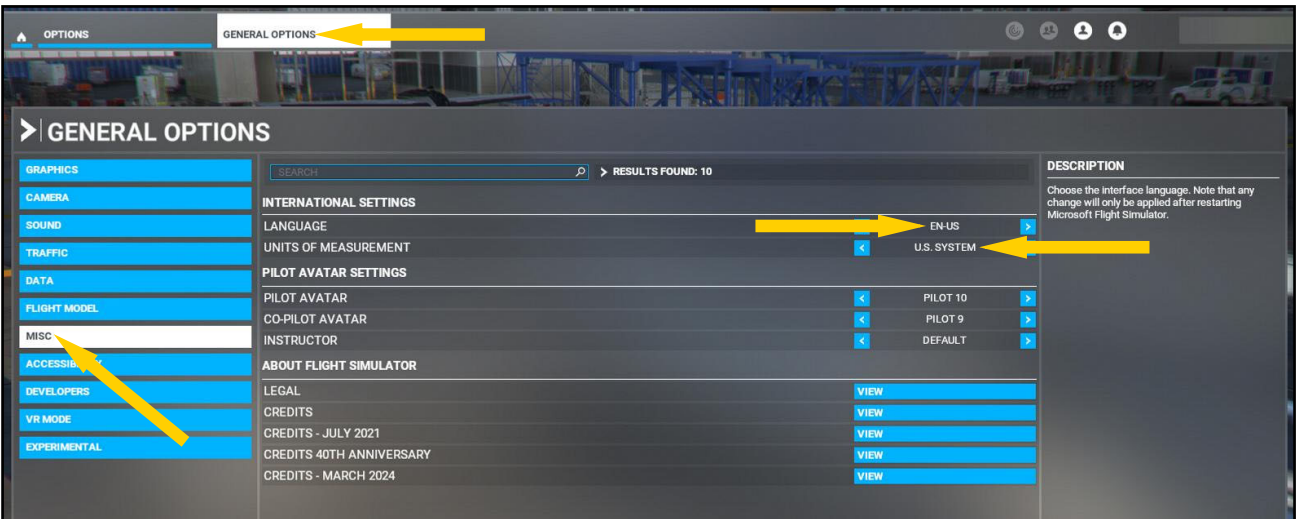 OPTIONS
GENERAL OPTIONS
GENERAL OPTIONS
GRAPHICS
CAMERA
SOUND
TRAFFIC
DATA
FLIGHT MODEL
MISC
ACCESSIBILITY
DEVELOPERS
VR MODE
EXPERIMENTAL
SEARCH
RESULTS FOUND: 10
INTERNATIONAL SETTINGS
LANGUAGE EN-US
UNITS OF MEASUREMENT U.S. SYSTEM
PILOT AVATAR SETTINGS
PILOT AVATAR PILOT 10
CO-PILOT AVATAR PILOT 9
INSTRUCTOR DEFAULT
ABOUT FLIGHT SIMULATOR
LEGAL VIEW
CREDITS VIEW
CREDITS - JULY 2021 VIEW
CREDITS 40TH ANNIVERSARY VIEW
CREDITS - MARCH 2024 VIEW
DESCRIPTION
Choose the interface language. Note that any
change will only be applied after restarting
Microsoft Flight Simulator.